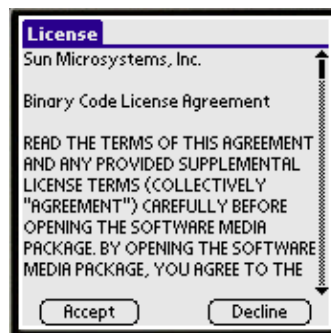 License
Sun Microsystems, Inc.
Binary Code License Agreement
READ THE TERMS OF THIS AGREEMENT
AND ANY PROVIDED SUPPLEMENTAL
LICENSE TERMS (COLLECTIVELY
"AGREEMENT") CAREFULLY BEFORE
OPENING THE SOFTWARE MEDIA
PACKAGE. BY OPENING THE SOFTWARE
MEDIA PACKAGE, YOU AGREE TO THE
Accept Decline